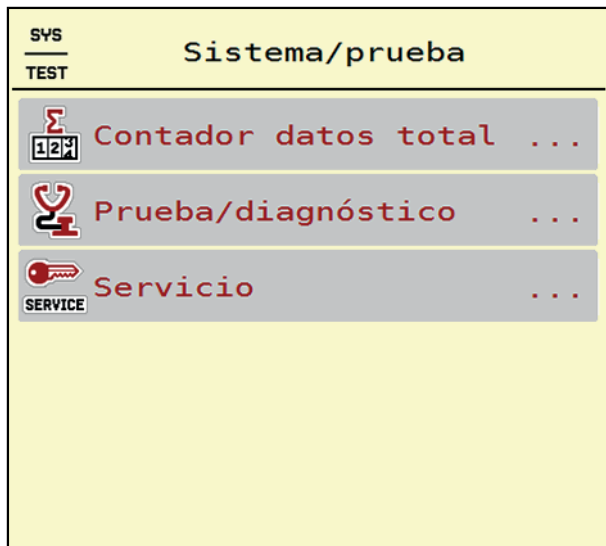 SYS
TEST
Sistema/prueba
Contador datos total ...
Prueba/diagnóstico ...
SERVICE
Servicio ...